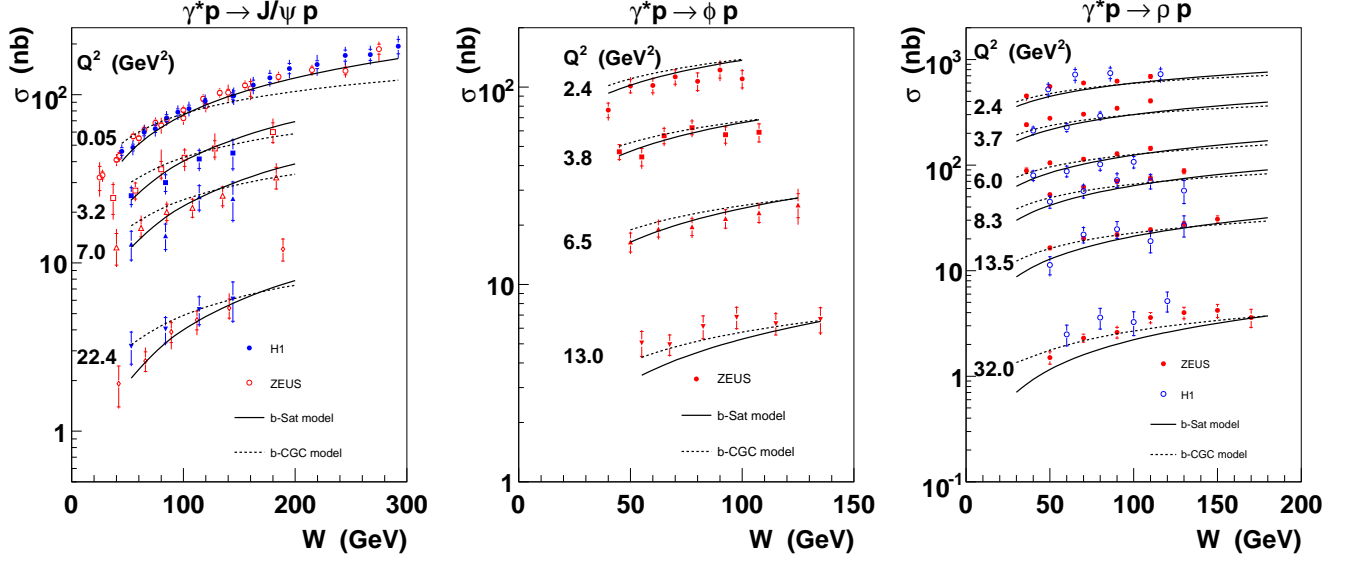 γ*p → J/ψ p
σ (nb)
Q² (GeV²)
0.05
3.2
7.0
22.4
H1
ZEUS
b-Sat model
b-CGC model
10²
10
1
0 100 200 300
W (GeV)
γ*p → ϕ p
σ (nb)
Q² (GeV²)
2.4
3.8
6.5
13.0
ZEUS
b-Sat model
b-CGC model
10²
10
1
0 50 100 150
W (GeV)
γ*p → ρ p
σ (nb)
Q² (GeV²)
2.4
3.7
6.0
8.3
13.5
32.0
ZEUS
H1
b-Sat model
b-CGC model
10³
10²
10
1
10⁻¹
0 50 100 150 200
W (GeV)